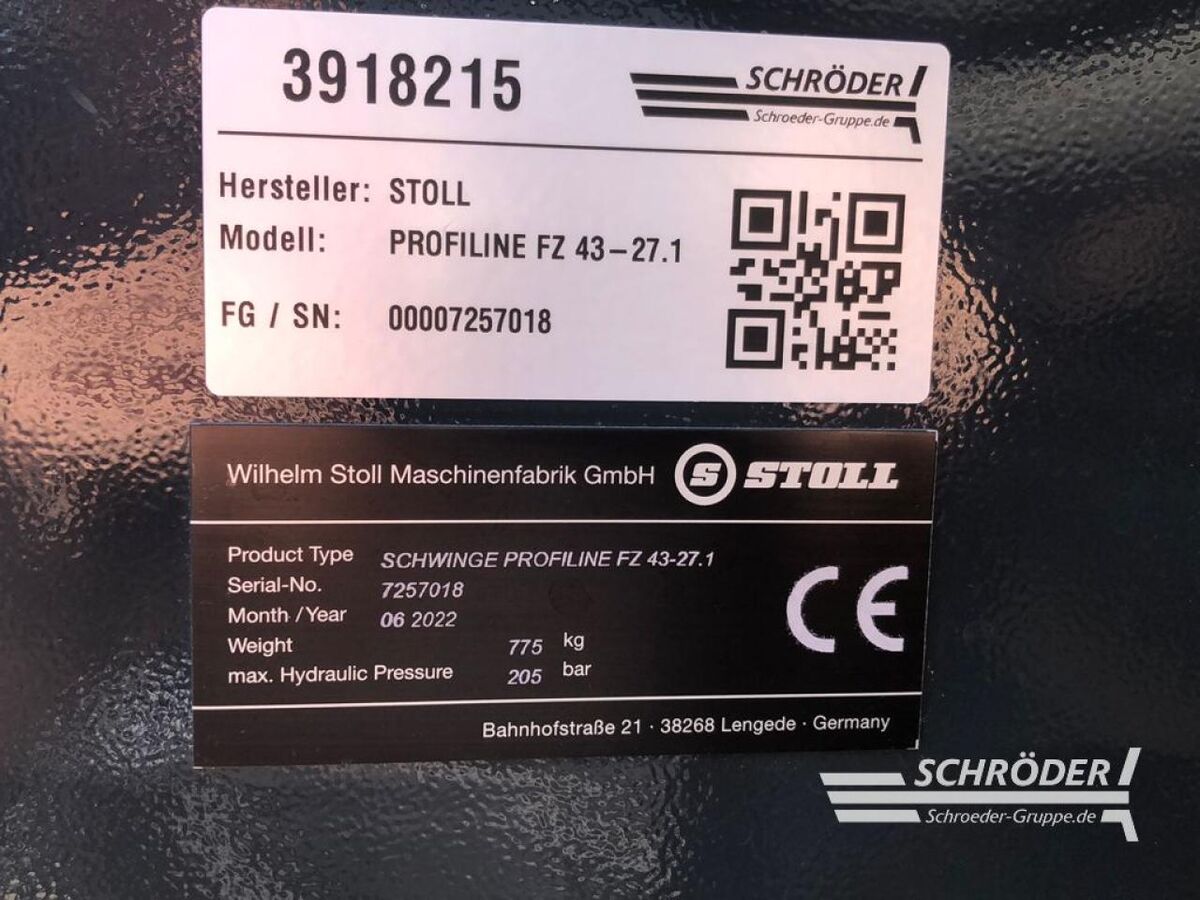 3918215
SCHRÖDER
Schroeder-Gruppe.de
Hersteller: STOLL
Modell: PROFILINE FZ 43-27.1
FG / SN: 00007257018
Wilhelm Stoll Maschinenfabrik GmbH S STOLL
Product Type SCHWINGE PROFILINE FZ 43-27.1
Serial-No. 7257018
Month / Year 06 2022
Weight 775 kg
max. Hydraulic Pressure 205 bar
CE
Bahnhofstraße 21 · 38268 Lengede · Germany
SCHRÖDER
Schroeder-Gruppe.de